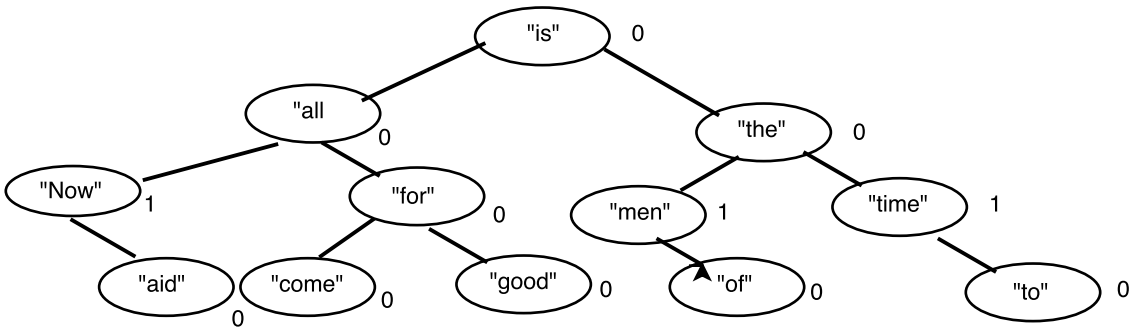 "is" 0
"all 0
"the" 0
"Now" 1
"for" 0
"men" 1
"time" 1
"aid" 0
"come" 0
"good" 0
"of" 0
"to" 0